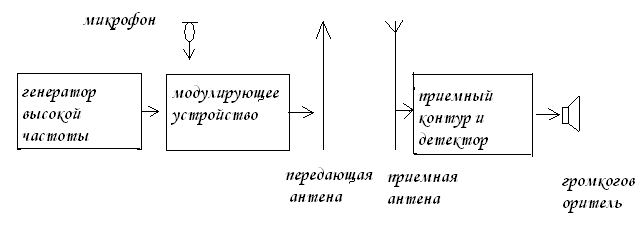 микрофон
генератор
высокой
частоты
модулирующее
устройство
приемный
контур и
детектор
передающая
антена
приемная
антена
громкогов
оритель